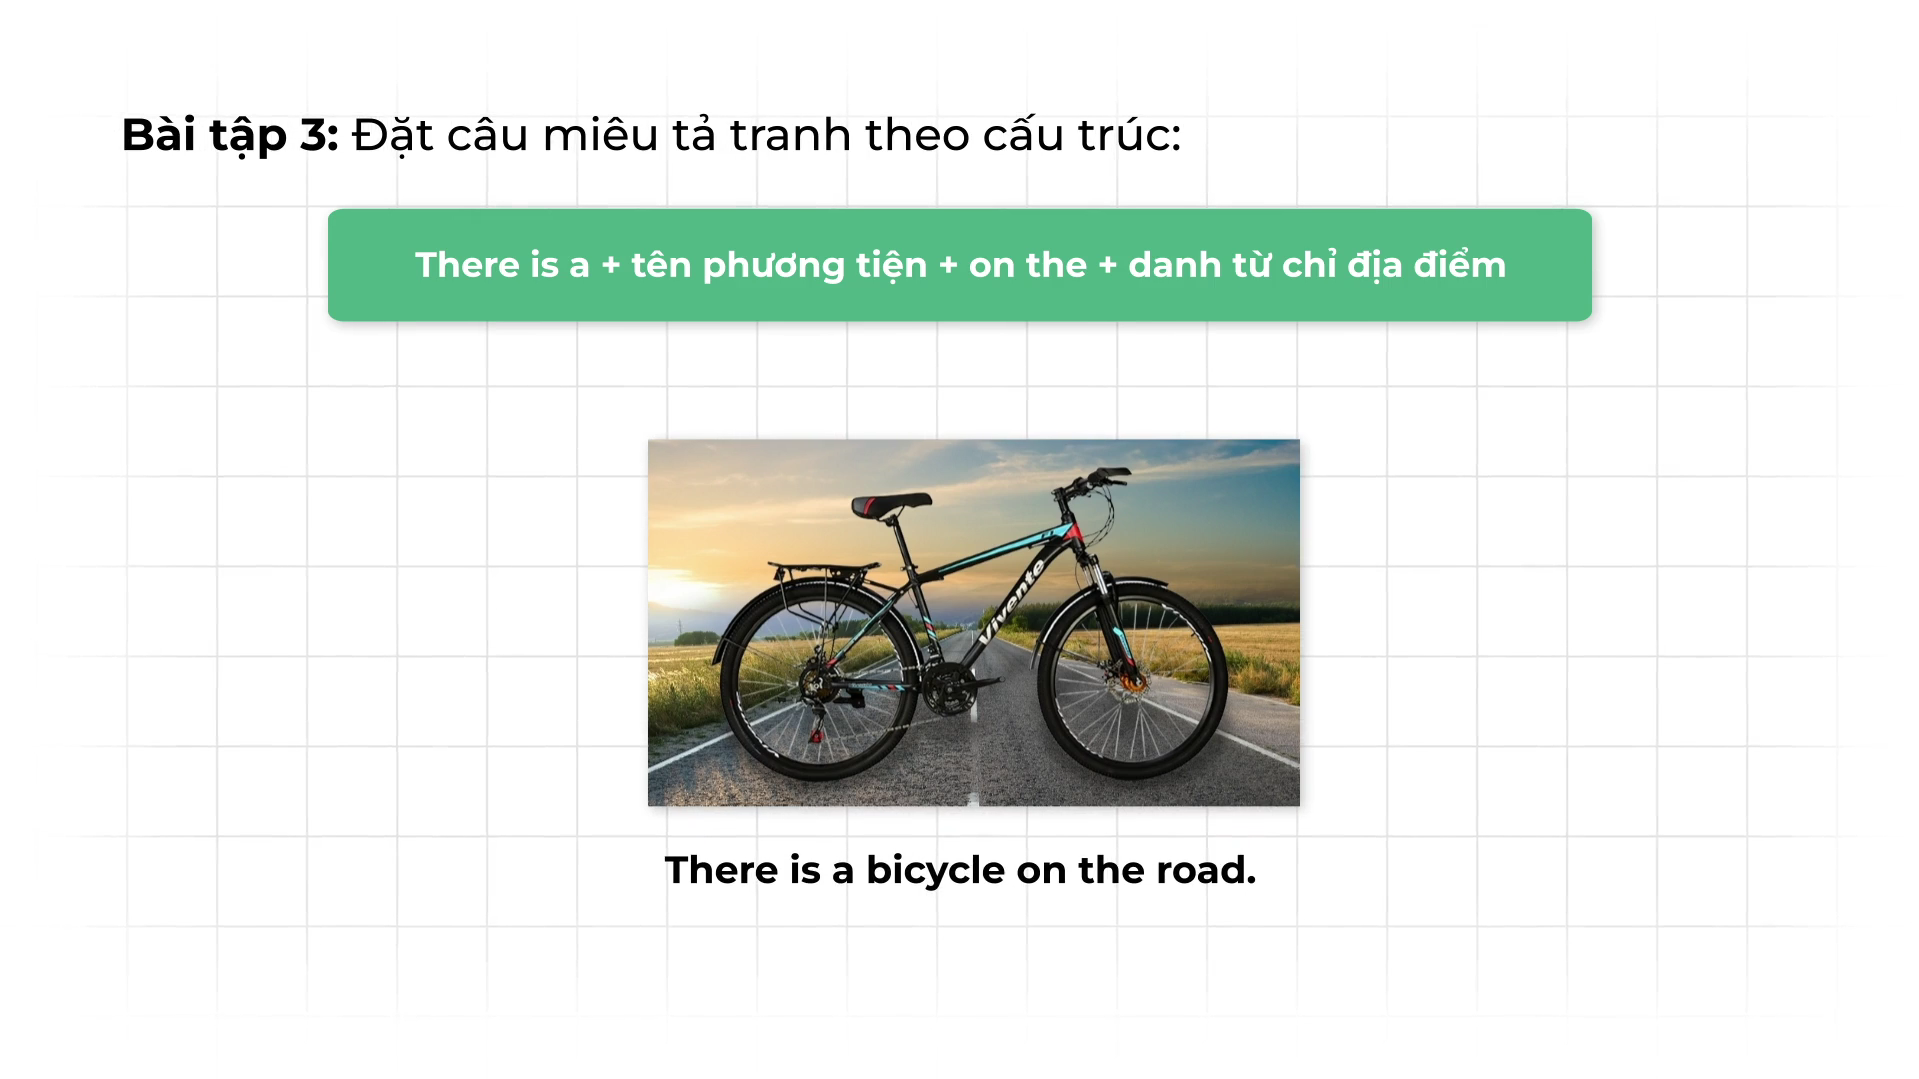 Bài tập 3: Đặt câu miêu tả tranh theo cấu trúc:
There is a + tên phương tiện + on the + danh từ chỉ địa điểm
Vivente
There is a bicycle on the road.